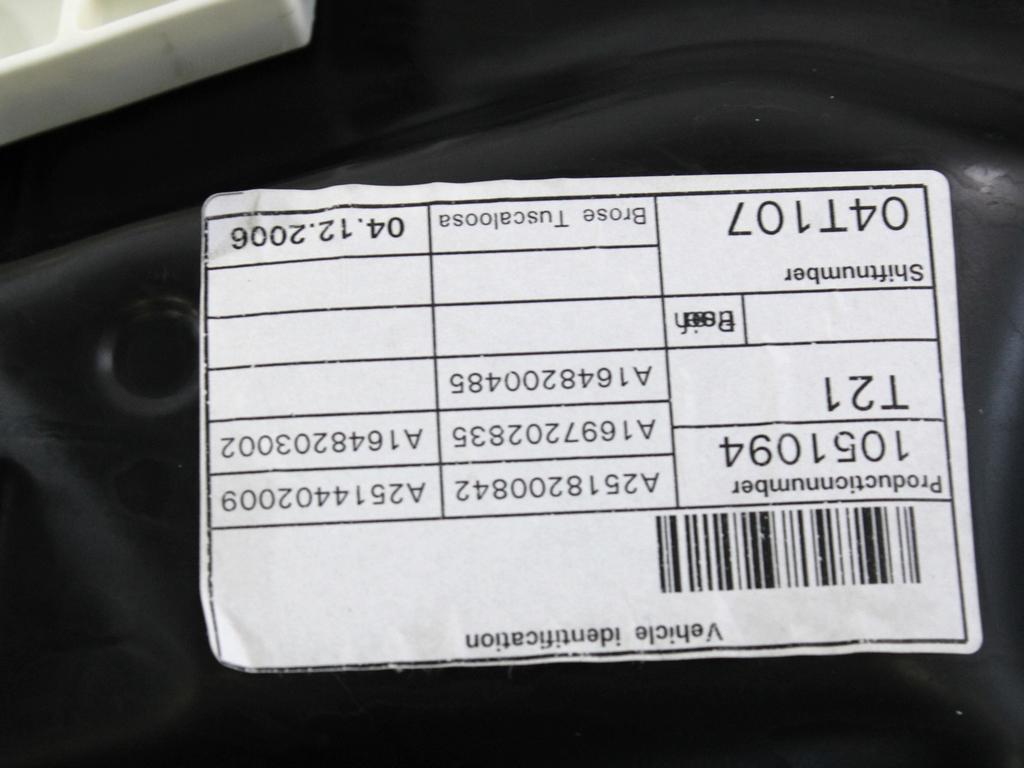 Vehicle identification
Productionnumber
1051094
A2518200842
A2514402009
A1697202835
A1648203002
T21
A1648200485
Shiftnumber
04T107
Brose Tuscaloosa
04.12.2006